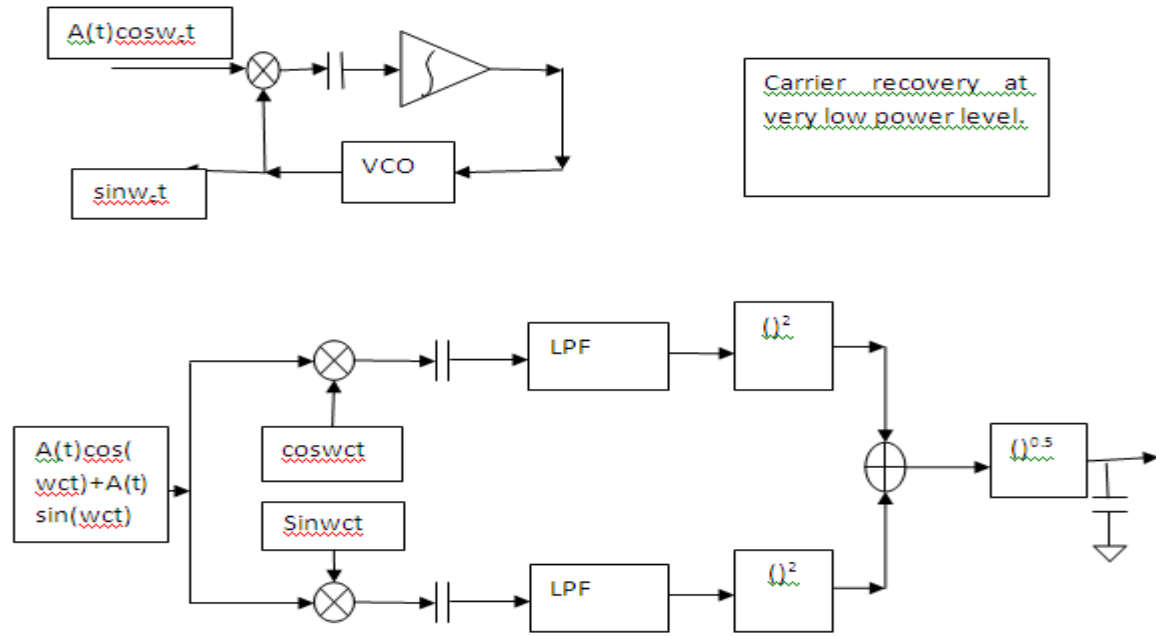 A(t)cosw꜀t
Carrier recovery at
very low power level.
VCO
sinw꜀t
()²
LPF
A(t)cos(
wct)+A(t)
sin(wct)
coswct
()⁰·⁵
Sinwct
()²
LPF